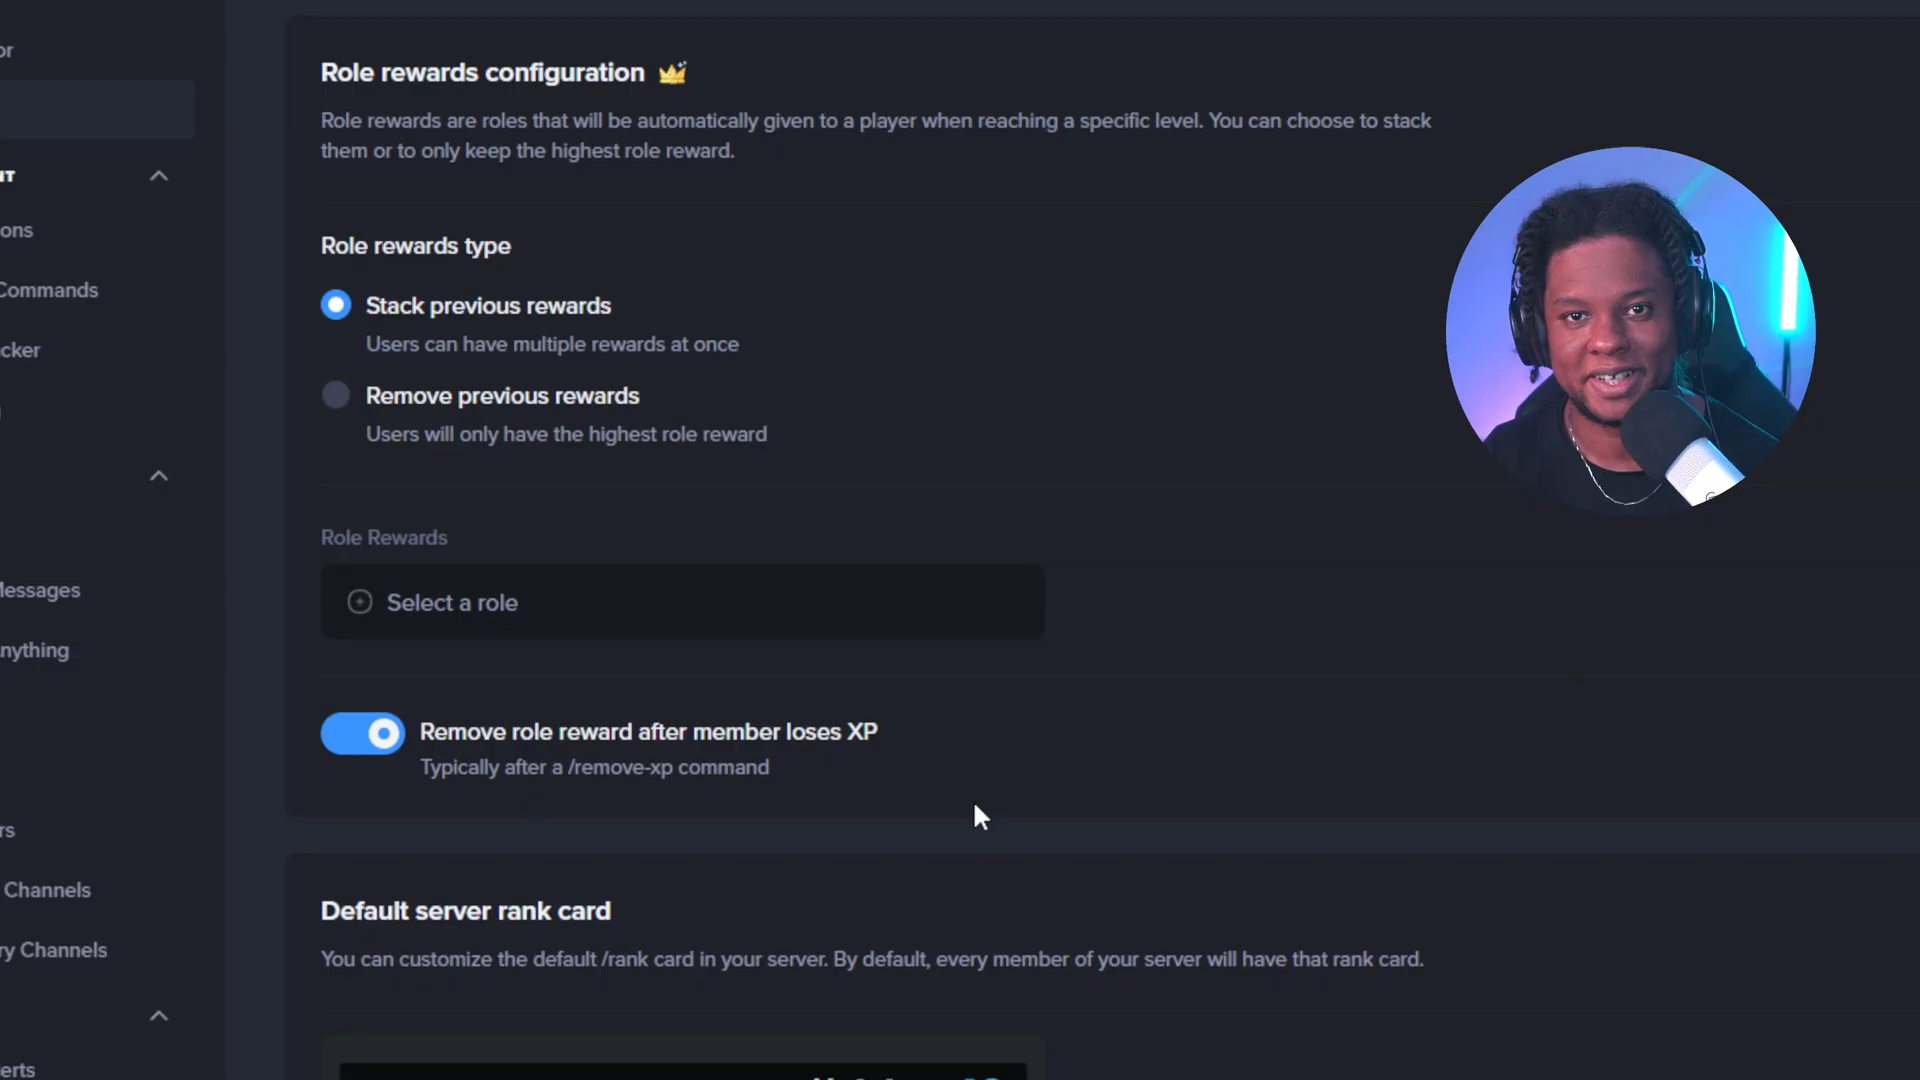 or
NT
ons
Commands
cker
Messages
nything
rs
Channels
ry Channels
erts
Role rewards configuration
Role rewards are roles that will be automatically given to a player when reaching a specific level. You can choose to stack
them or to only keep the highest role reward.
Role rewards type
Stack previous rewards
Users can have multiple rewards at once
Remove previous rewards
Users will only have the highest role reward
Role Rewards
Select a role
Remove role reward after member loses XP
Typically after a /remove-xp command
Default server rank card
You can customize the default /rank card in your server. By default, every member of your server will have that rank card.